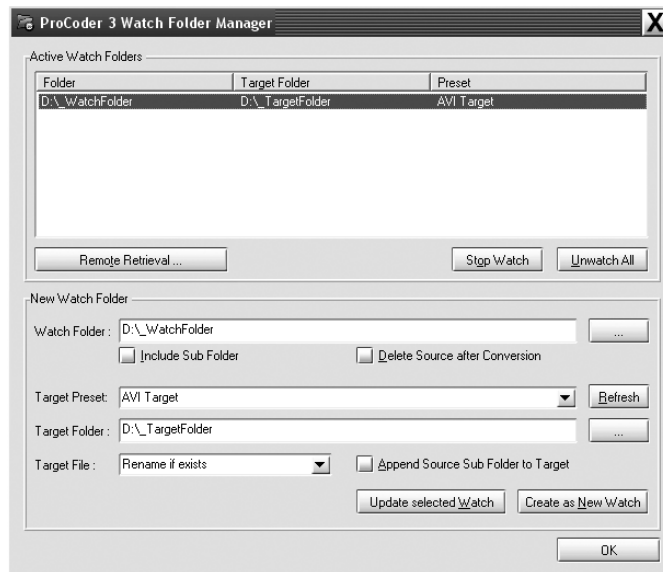 ProCoder 3 Watch Folder Manager X
Active Watch Folders
Folder Target Folder Preset
D:\_WatchFolder D:\_TargetFolder AVI Target
Remote Retrieval ... Stop Watch Unwatch All
New Watch Folder
Watch Folder : D:\_WatchFolder ...
Include Sub Folder Delete Source after Conversion
Target Preset: AVI Target Refresh
Target Folder : D:\_TargetFolder ...
Target File : Rename if exists Append Source Sub Folder to Target
Update selected Watch Create as New Watch
OK